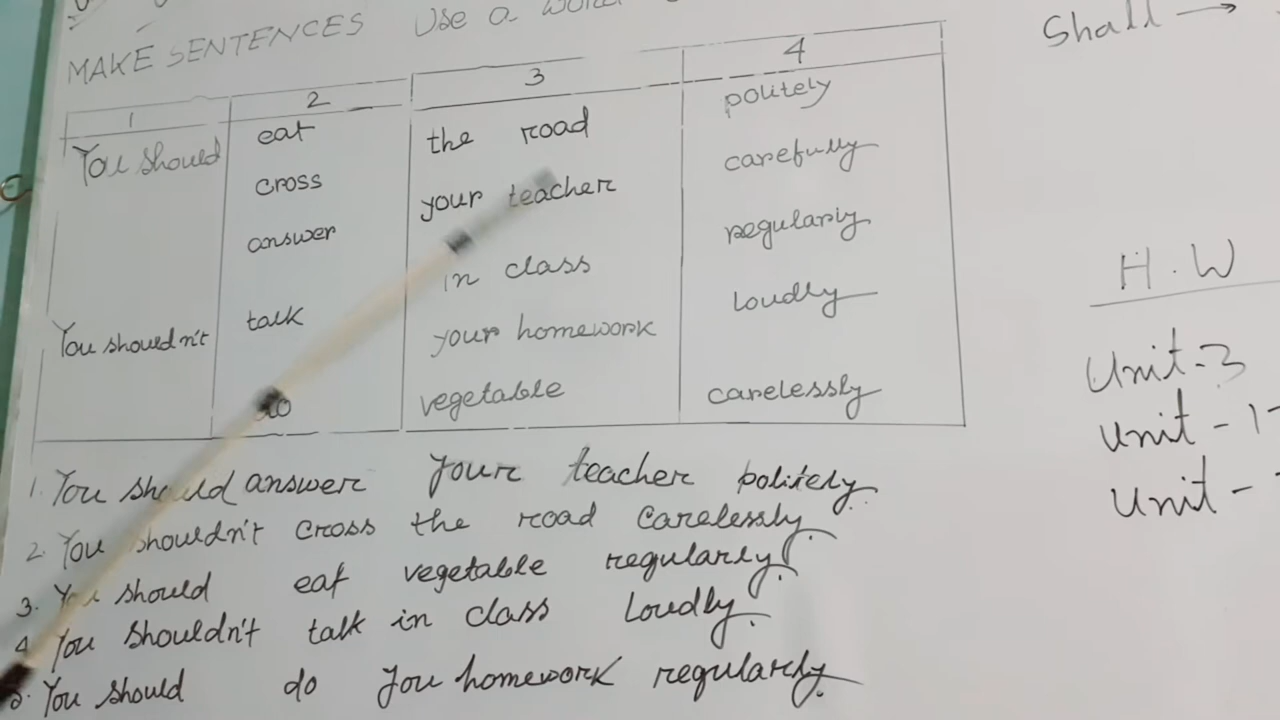 MAKE SENTENCES Use a
Shall →
1 2 3 4
You should eat the road politely
cross your teacher carefully
answer in class regularly
You shouldn't talk your homework loudly
do vegetable carelessly
H.W
Unit-3
Unit - 1
Unit -
1. You should answer your teacher politely.
2. You shouldn't cross the road carelessly.
3. You should eat vegetable regularly.
4 You shouldn't talk in class Loudly.
5. You should do you homework regularly.